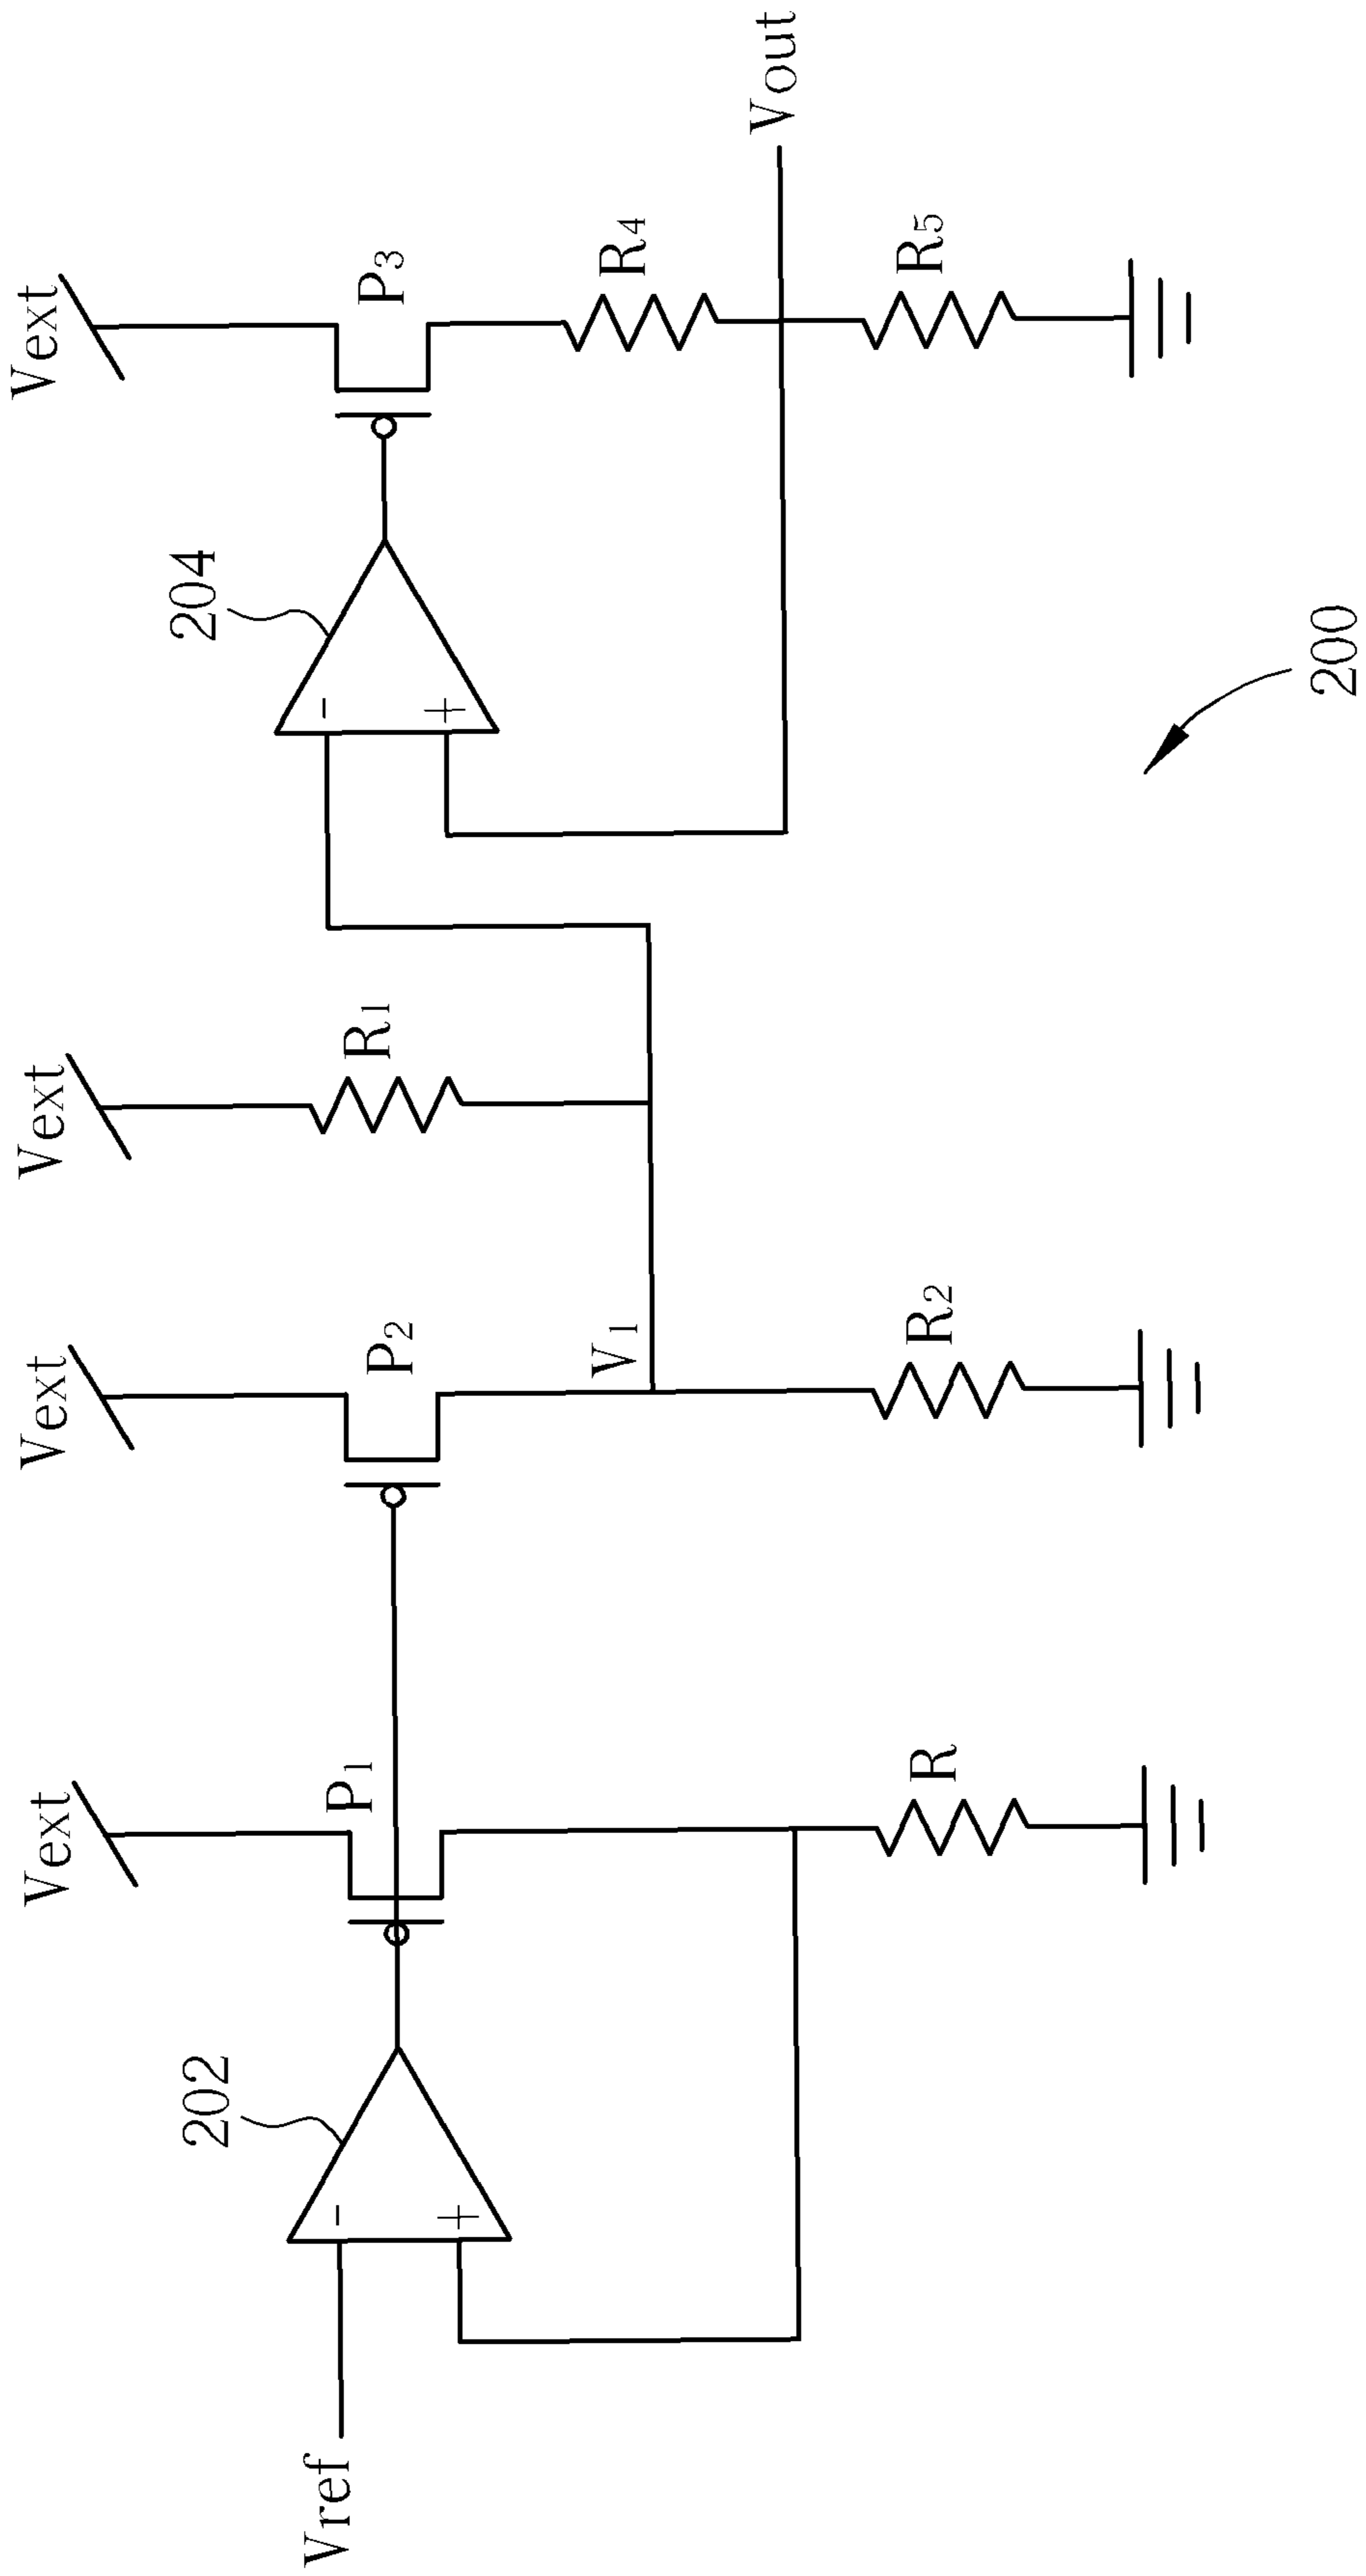 Vext
Vext
Vext
Vext
P1
P2
R1
P3
202
204
Vref
V1
R4
Vout
R
R2
R5
200
-
+
-
+